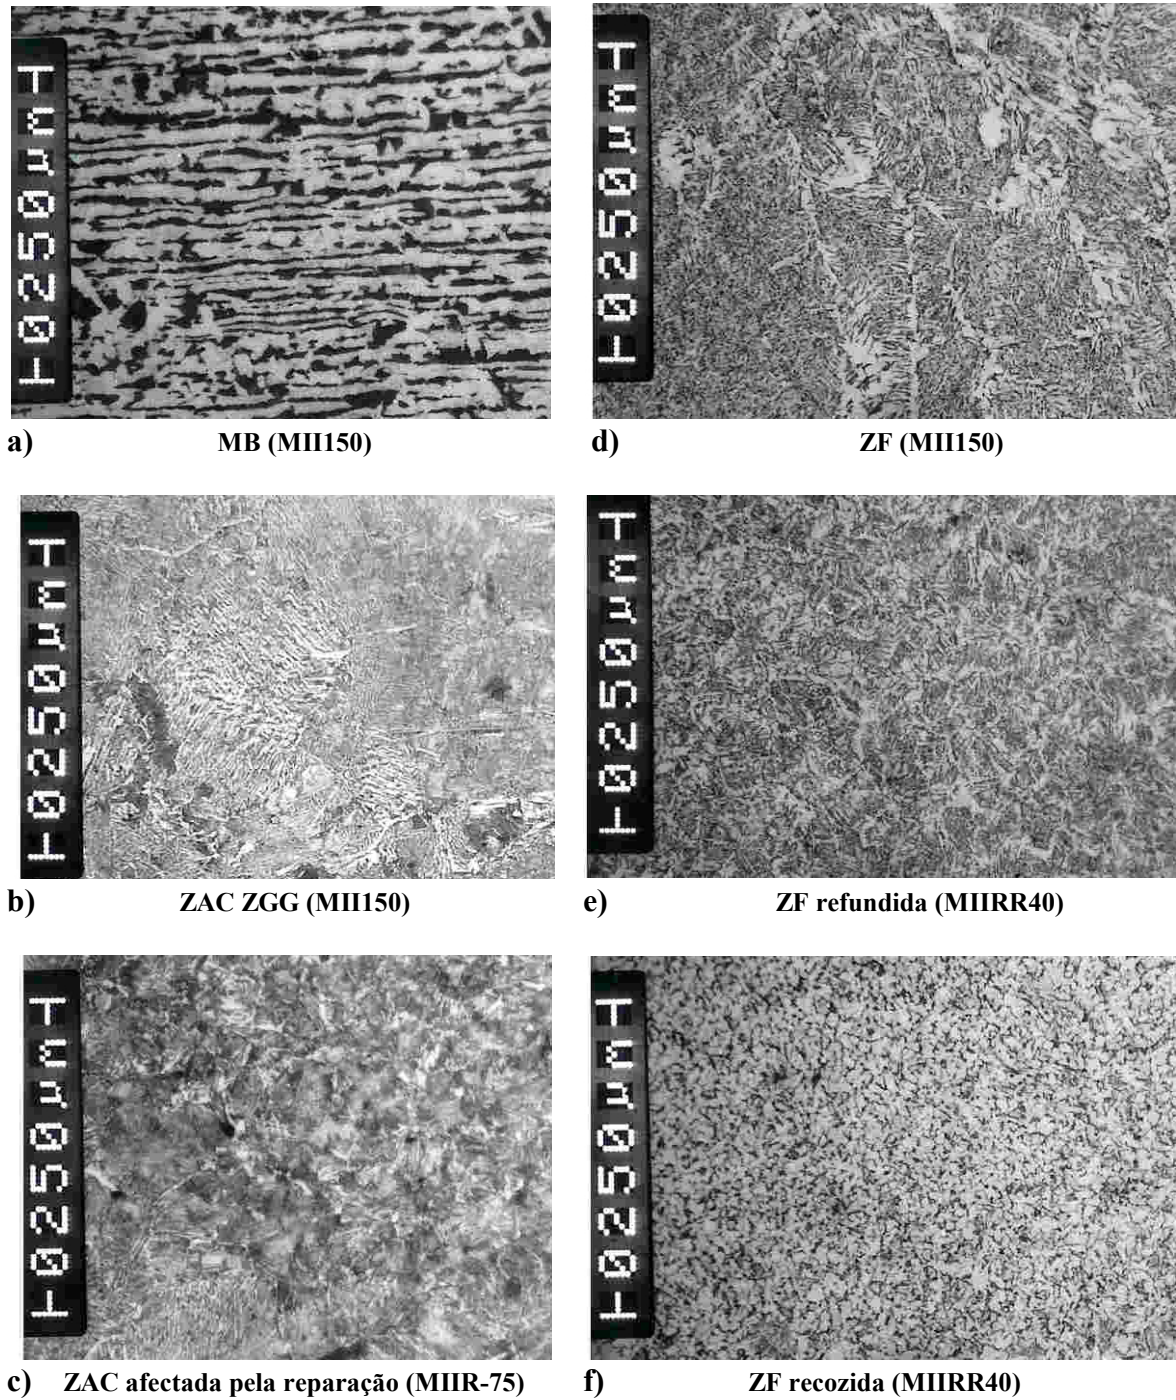 ⊢0250µm⊣
⊢0250µm⊣
a) MB (MII150)
d) ZF (MII150)
⊢0250µm⊣
⊢0250µm⊣
b) ZAC ZGG (MII150)
e) ZF refundida (MIIRR40)
⊢0250µm⊣
⊢0250µm⊣
c) ZAC afectada pela reparação (MIIR-75)
f) ZF recozida (MIIRR40)